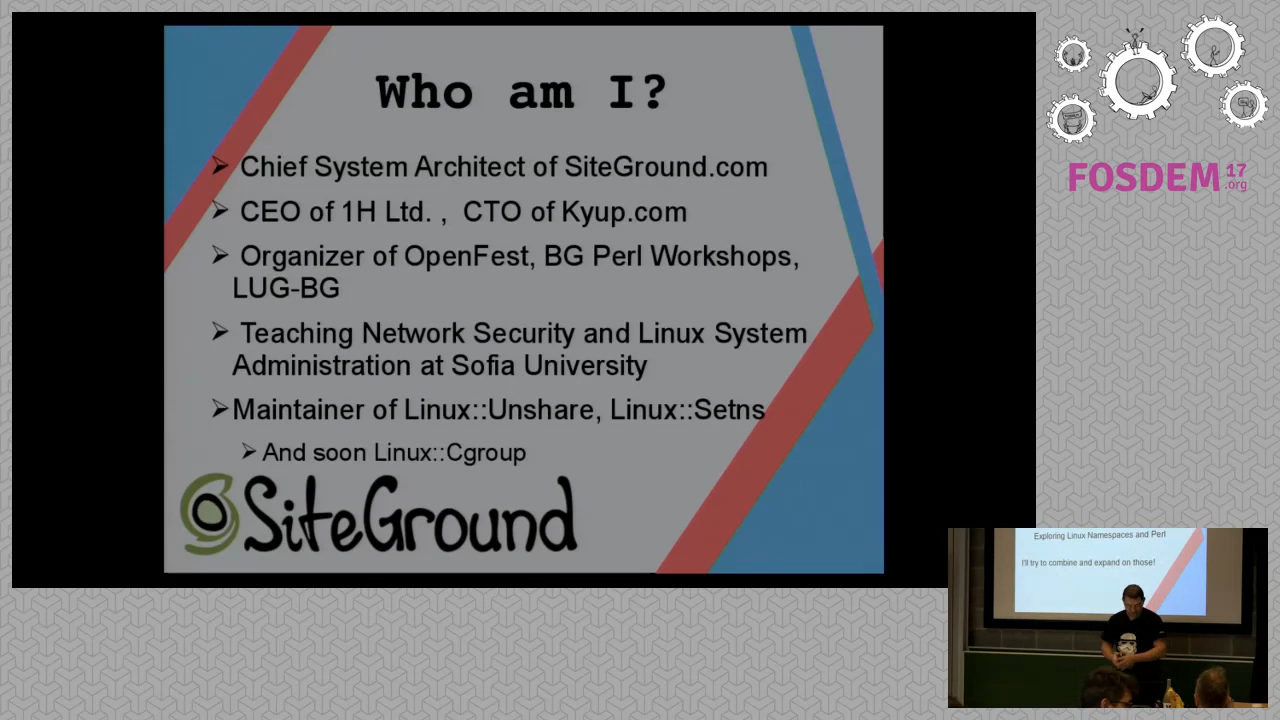 Who am I?
➢ Chief System Architect of SiteGround.com
➢ CEO of 1H Ltd. , CTO of Kyup.com
➢ Organizer of OpenFest, BG Perl Workshops,
LUG-BG
➢ Teaching Network Security and Linux System
Administration at Sofia University
➢Maintainer of Linux::Unshare, Linux::Setns
➢ And soon Linux::Cgroup
SiteGround
FOSDEM 17
.org
Exploring Linux Namespaces and Perl
I'll try to combine and expand on those!